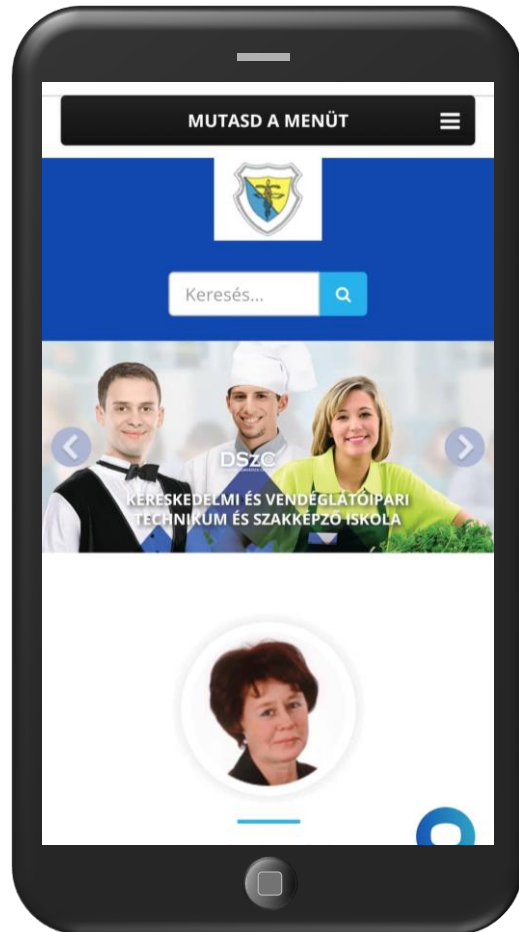 MUTASD A MENÜT
Keresés...
DSzC
KERESKEDELMI ÉS VENDÉGLÁTÓIPARI
TECHNIKUM ÉS SZAKKÉPZŐ ISKOLA